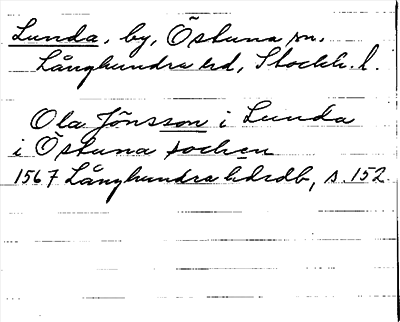 Lunda, by, Östuna sn.
Långhundra hd, Stockh. l.
Ola Jönsson i Lunda
i Östuna sochen
1567 Långhundra hdrdb, s. 152.